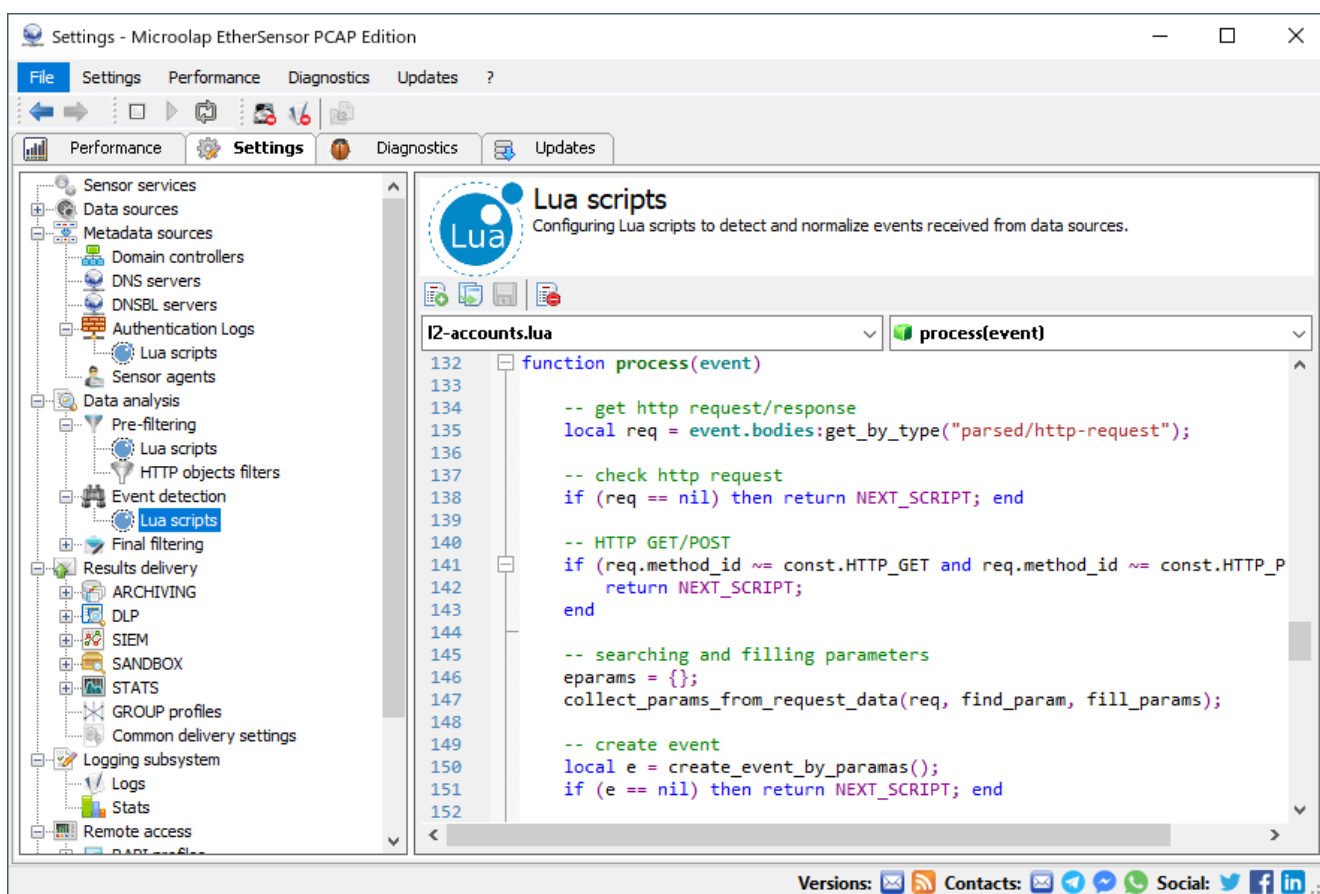 Settings - Microolap EtherSensor PCAP Edition
File Settings Performance Diagnostics Updates ?
Performance Settings Diagnostics Updates
Sensor services
Data sources
Metadata sources
Domain controllers
DNS servers
DNSBL servers
Authentication Logs
Lua scripts
Sensor agents
Data analysis
Pre-filtering
Lua scripts
HTTP objects filters
Event detection
Lua scripts
Final filtering
Results delivery
ARCHIVING
DLP
SIEM
SANDBOX
STATS
GROUP profiles
Common delivery settings
Logging subsystem
Logs
Stats
Remote access
Lua
Lua scripts
Configuring Lua scripts to detect and normalize events received from data sources.
l2-accounts.lua process(event)
132 function process(event)
133
134 -- get http request/response
135 local req = event.bodies:get_by_type("parsed/http-request");
136
137 -- check http request
138 if (req == nil) then return NEXT_SCRIPT; end
139
140 -- HTTP GET/POST
141 if (req.method_id ~= const.HTTP_GET and req.method_id ~= const.HTTP_P
142 return NEXT_SCRIPT;
143 end
144
145 -- searching and filling parameters
146 eparams = {};
147 collect_params_from_request_data(req, find_param, fill_params);
148
149 -- create event
150 local e = create_event_by_paramas();
151 if (e == nil) then return NEXT_SCRIPT; end
152
Versions: Contacts: Social: